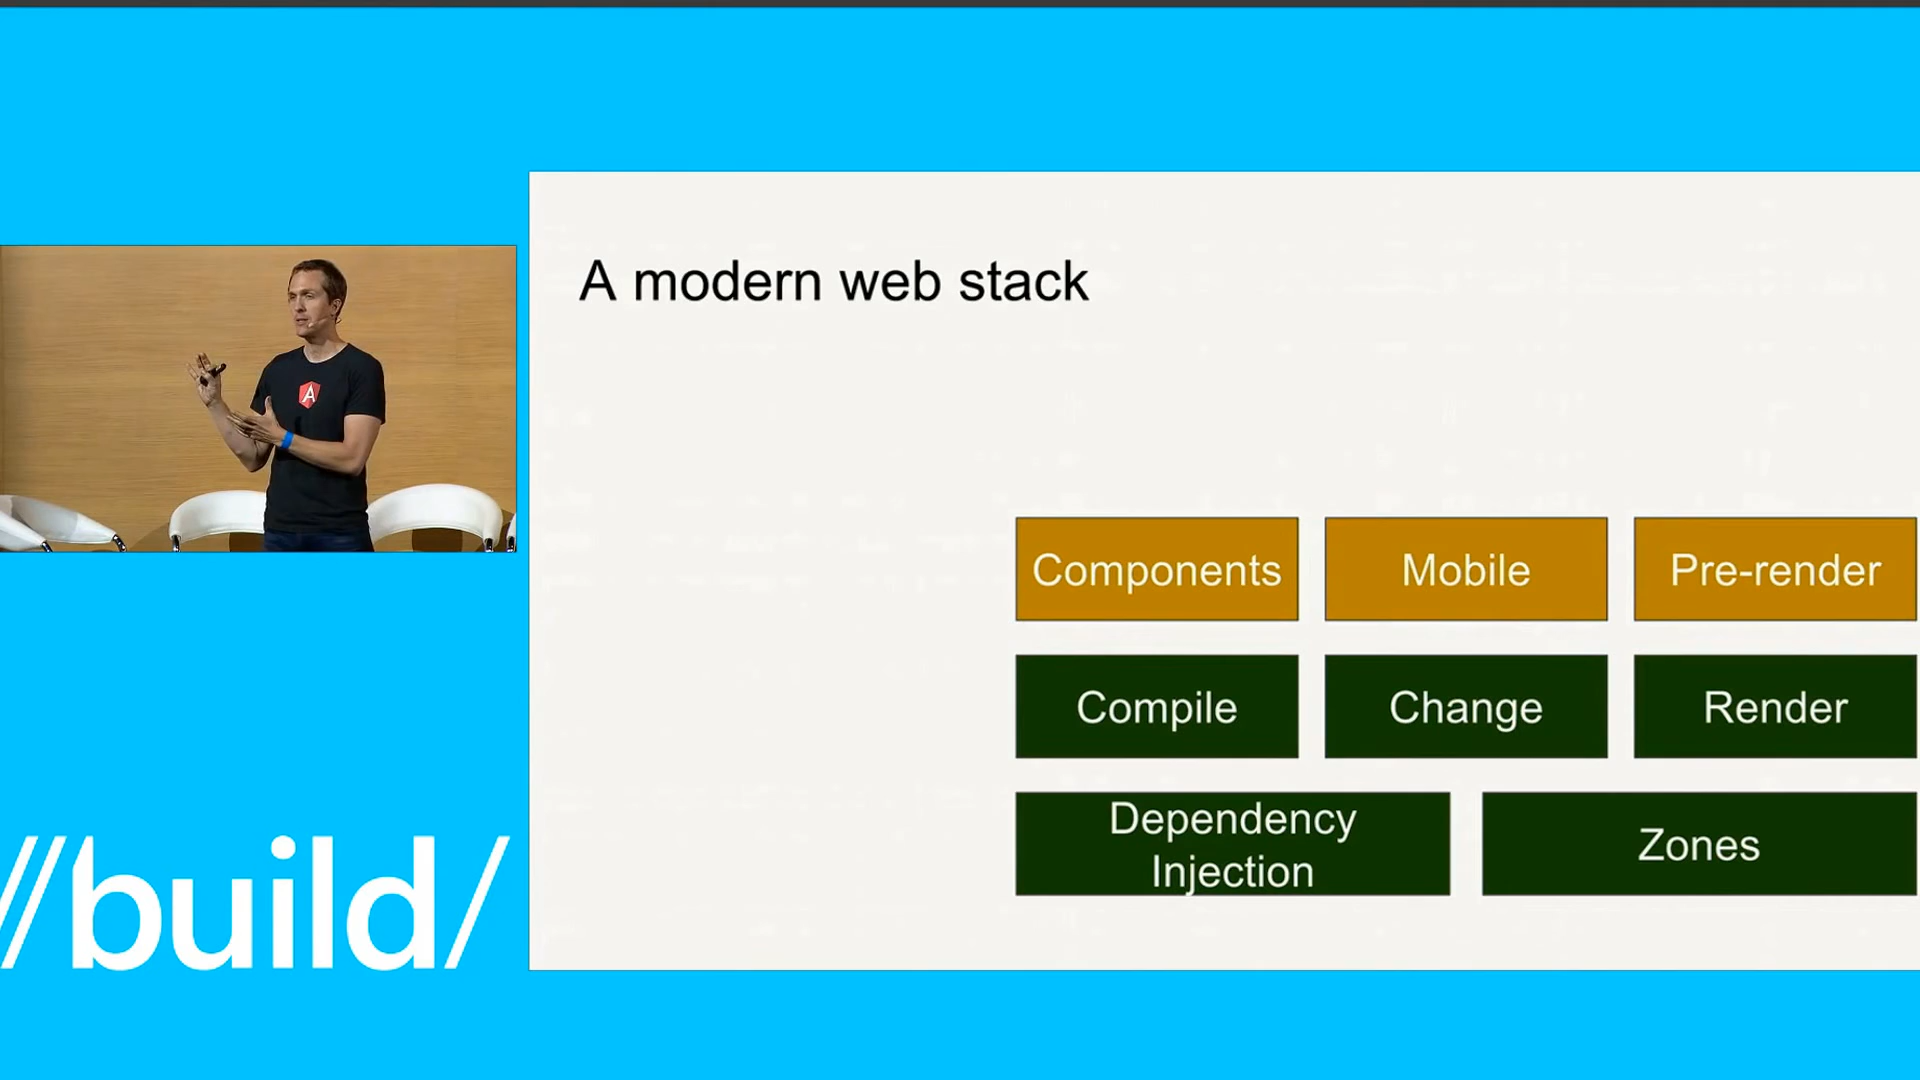 A modern web stack
Components
Mobile
Pre-render
Compile
Change
Render
Dependency
Injection
Zones
A
//build/